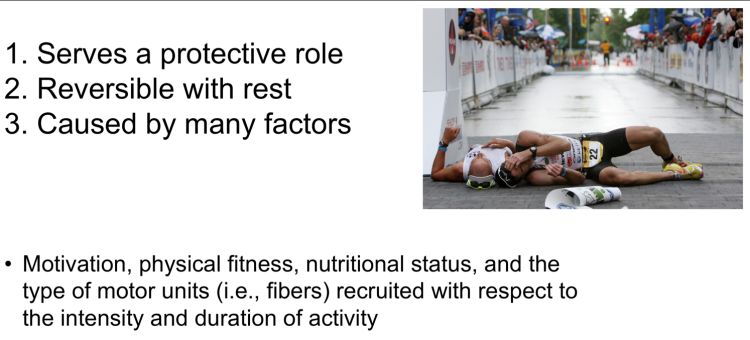 1. Serves a protective role
2. Reversible with rest
3. Caused by many factors
22
• Motivation, physical fitness, nutritional status, and the
type of motor units (i.e., fibers) recruited with respect to
the intensity and duration of activity